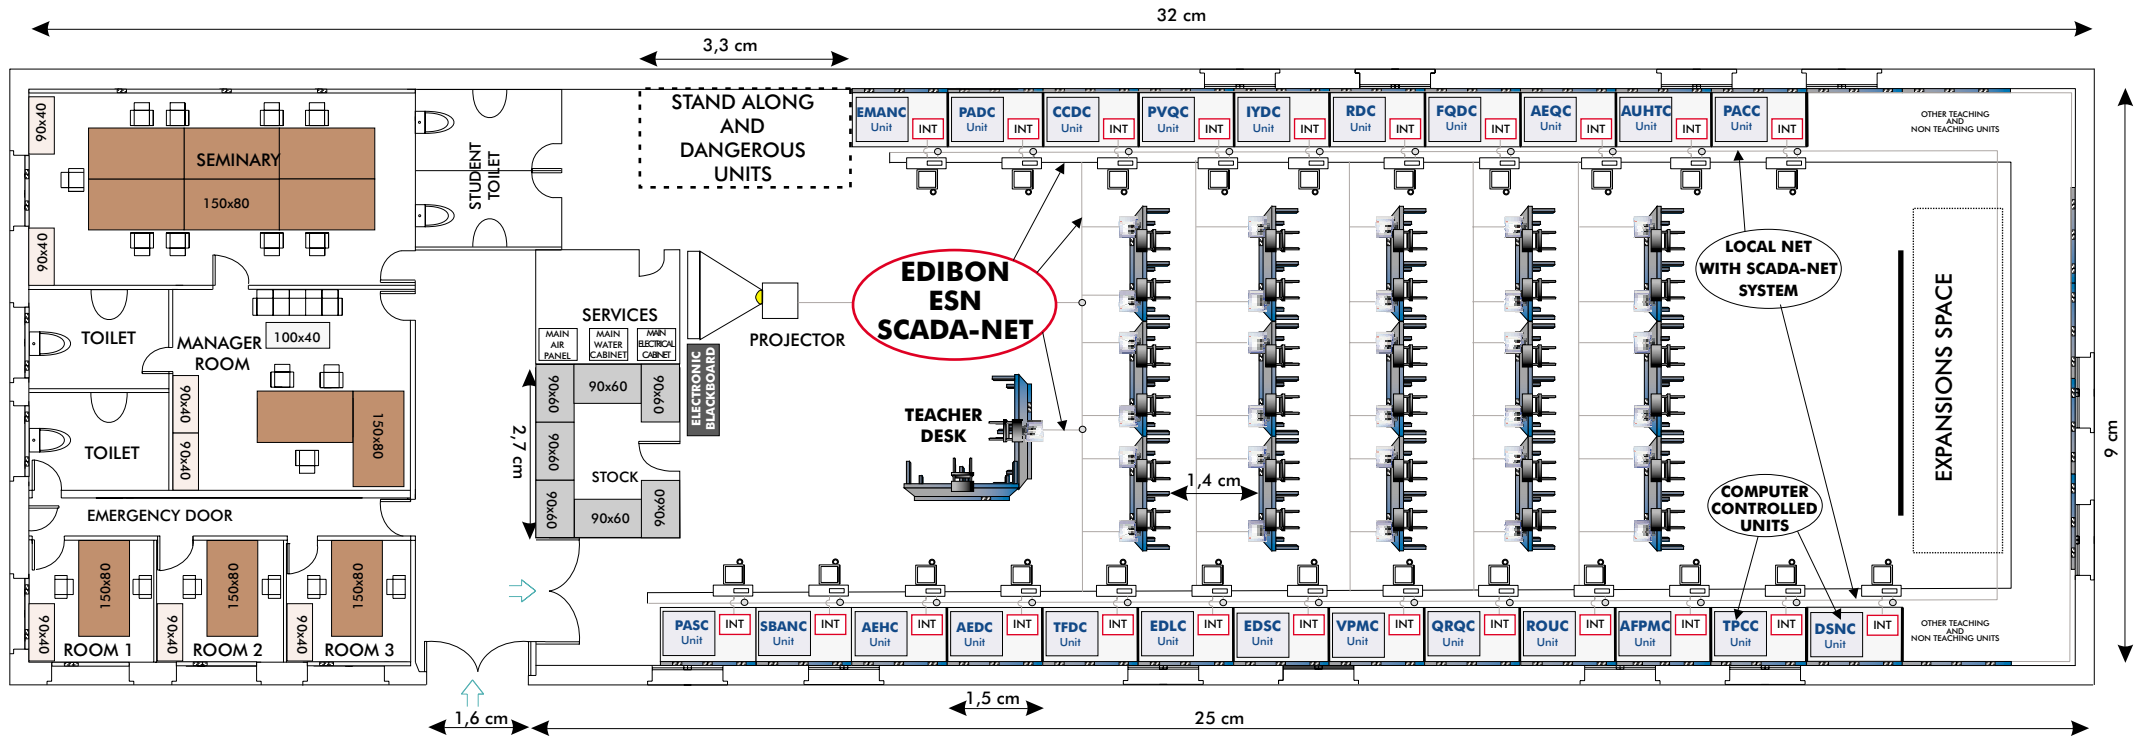 32 cm
3,3 cm
STAND ALONG
AND
DANGEROUS
UNITS
EMANC
Unit
INT
PADC
Unit
INT
CCDC
Unit
INT
PVQC
Unit
INT
IYDC
Unit
INT
RDC
Unit
INT
FQDC
Unit
INT
AEQC
Unit
INT
AUHTC
Unit
INT
PACC
Unit
INT
OTHER TEACHING
AND
NON TEACHING UNITS
90x40
SEMINARY
150x80
90x40
STUDENT
TOILET
TOILET
MANAGER
ROOM
100x40
90x40
90x40
150x80
TOILET
EMERGENCY DOOR
150x80
90x40
ROOM 1
150x80
90x40
ROOM 2
150x80
90x40
ROOM 3
SERVICES
MAIN
AIR
PANEL
MAIN
WATER
CABINET
MAIN
ELECTRICAL
CABINET
90x60
90x60
90x60
90x60
90x60
90x60
90x60
STOCK
2,7 cm
ELECTRONIC
BLACKBOARD
PROJECTOR
EDIBON
ESN
SCADA-NET
TEACHER
DESK
1,4 cm
LOCAL NET
WITH SCADA-NET
SYSTEM
COMPUTER
CONTROLLED
UNITS
EXPANSIONS SPACE
9 cm
PASC
Unit
INT
SBANC
Unit
INT
AEHC
Unit
INT
AEDC
Unit
INT
TFDC
Unit
INT
EDLC
Unit
INT
EDSC
Unit
INT
VPMC
Unit
INT
QRQC
Unit
INT
ROUC
Unit
INT
AFPMC
Unit
INT
TPCC
Unit
INT
DSNC
Unit
INT
OTHER TEACHING
AND
NON TEACHING UNITS
1,6 cm
1,5 cm
25 cm